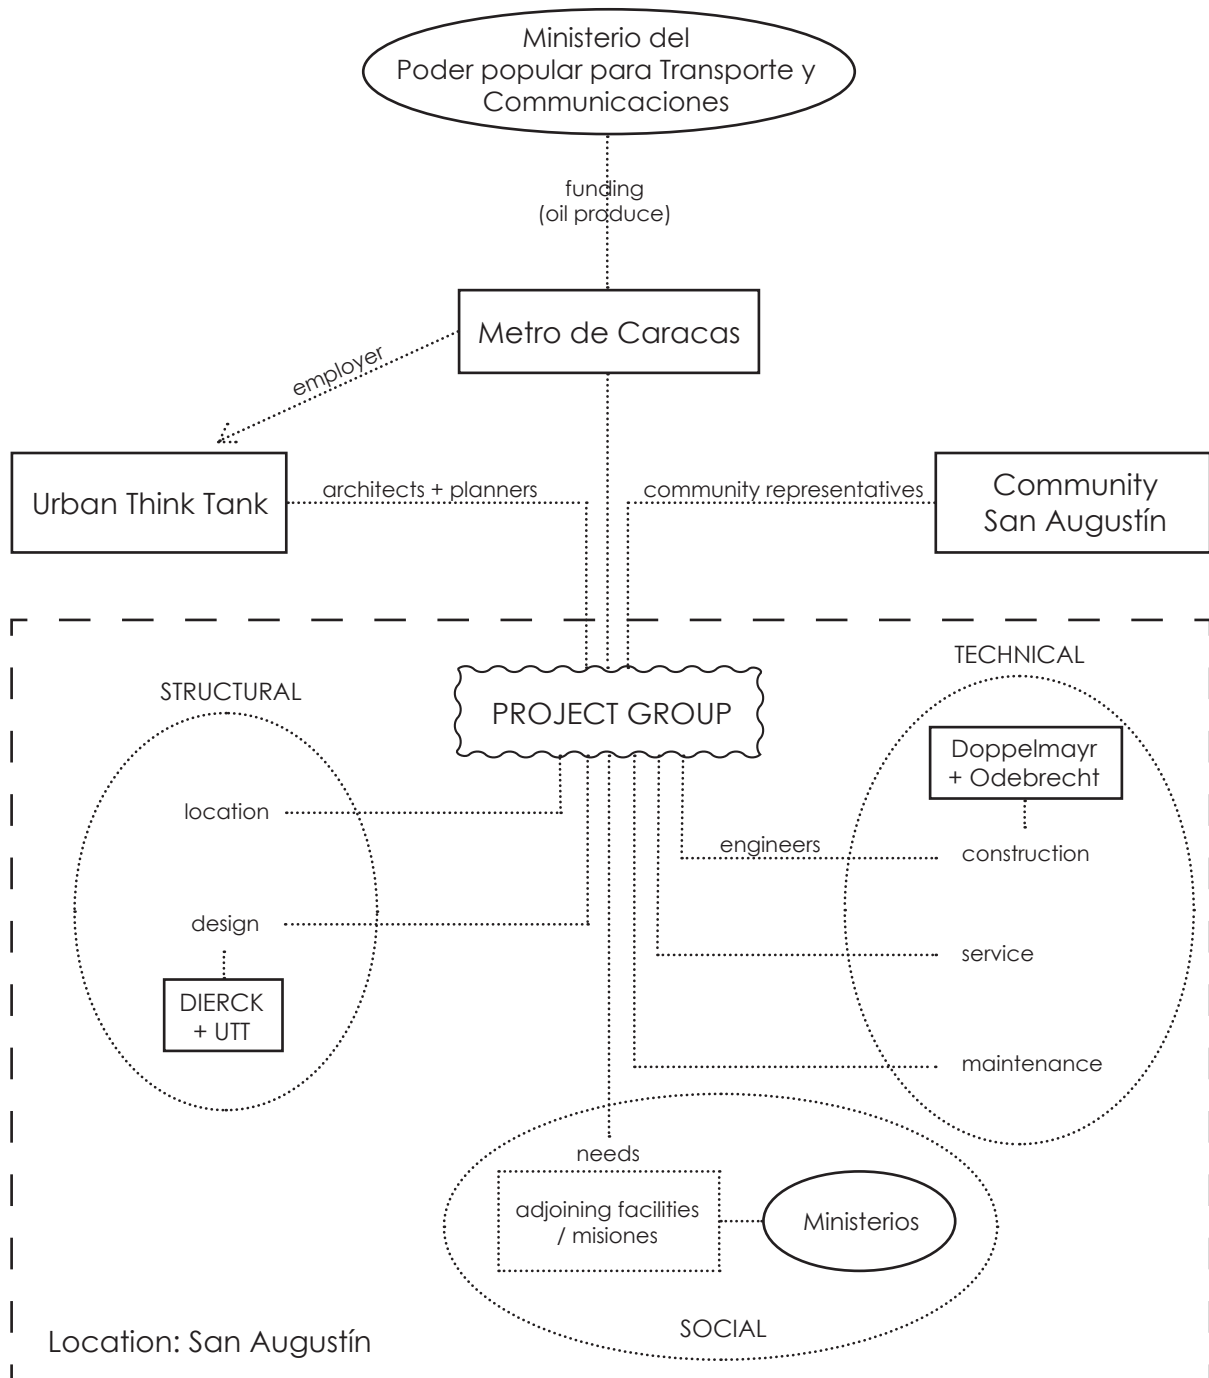 Ministerio del
Poder popular para Transporte y
Communicaciones
funding
(oil produce)
Metro de Caracas
employer
Urban Think Tank
architects + planners
community representatives
Community
San Augustín
STRUCTURAL
PROJECT GROUP
TECHNICAL
Doppelmayr
+ Odebrecht
location
engineers
construction
design
service
DIERCK
+ UTT
maintenance
needs
adjoining facilities
/ misiones
Ministerios
SOCIAL
Location: San Augustín